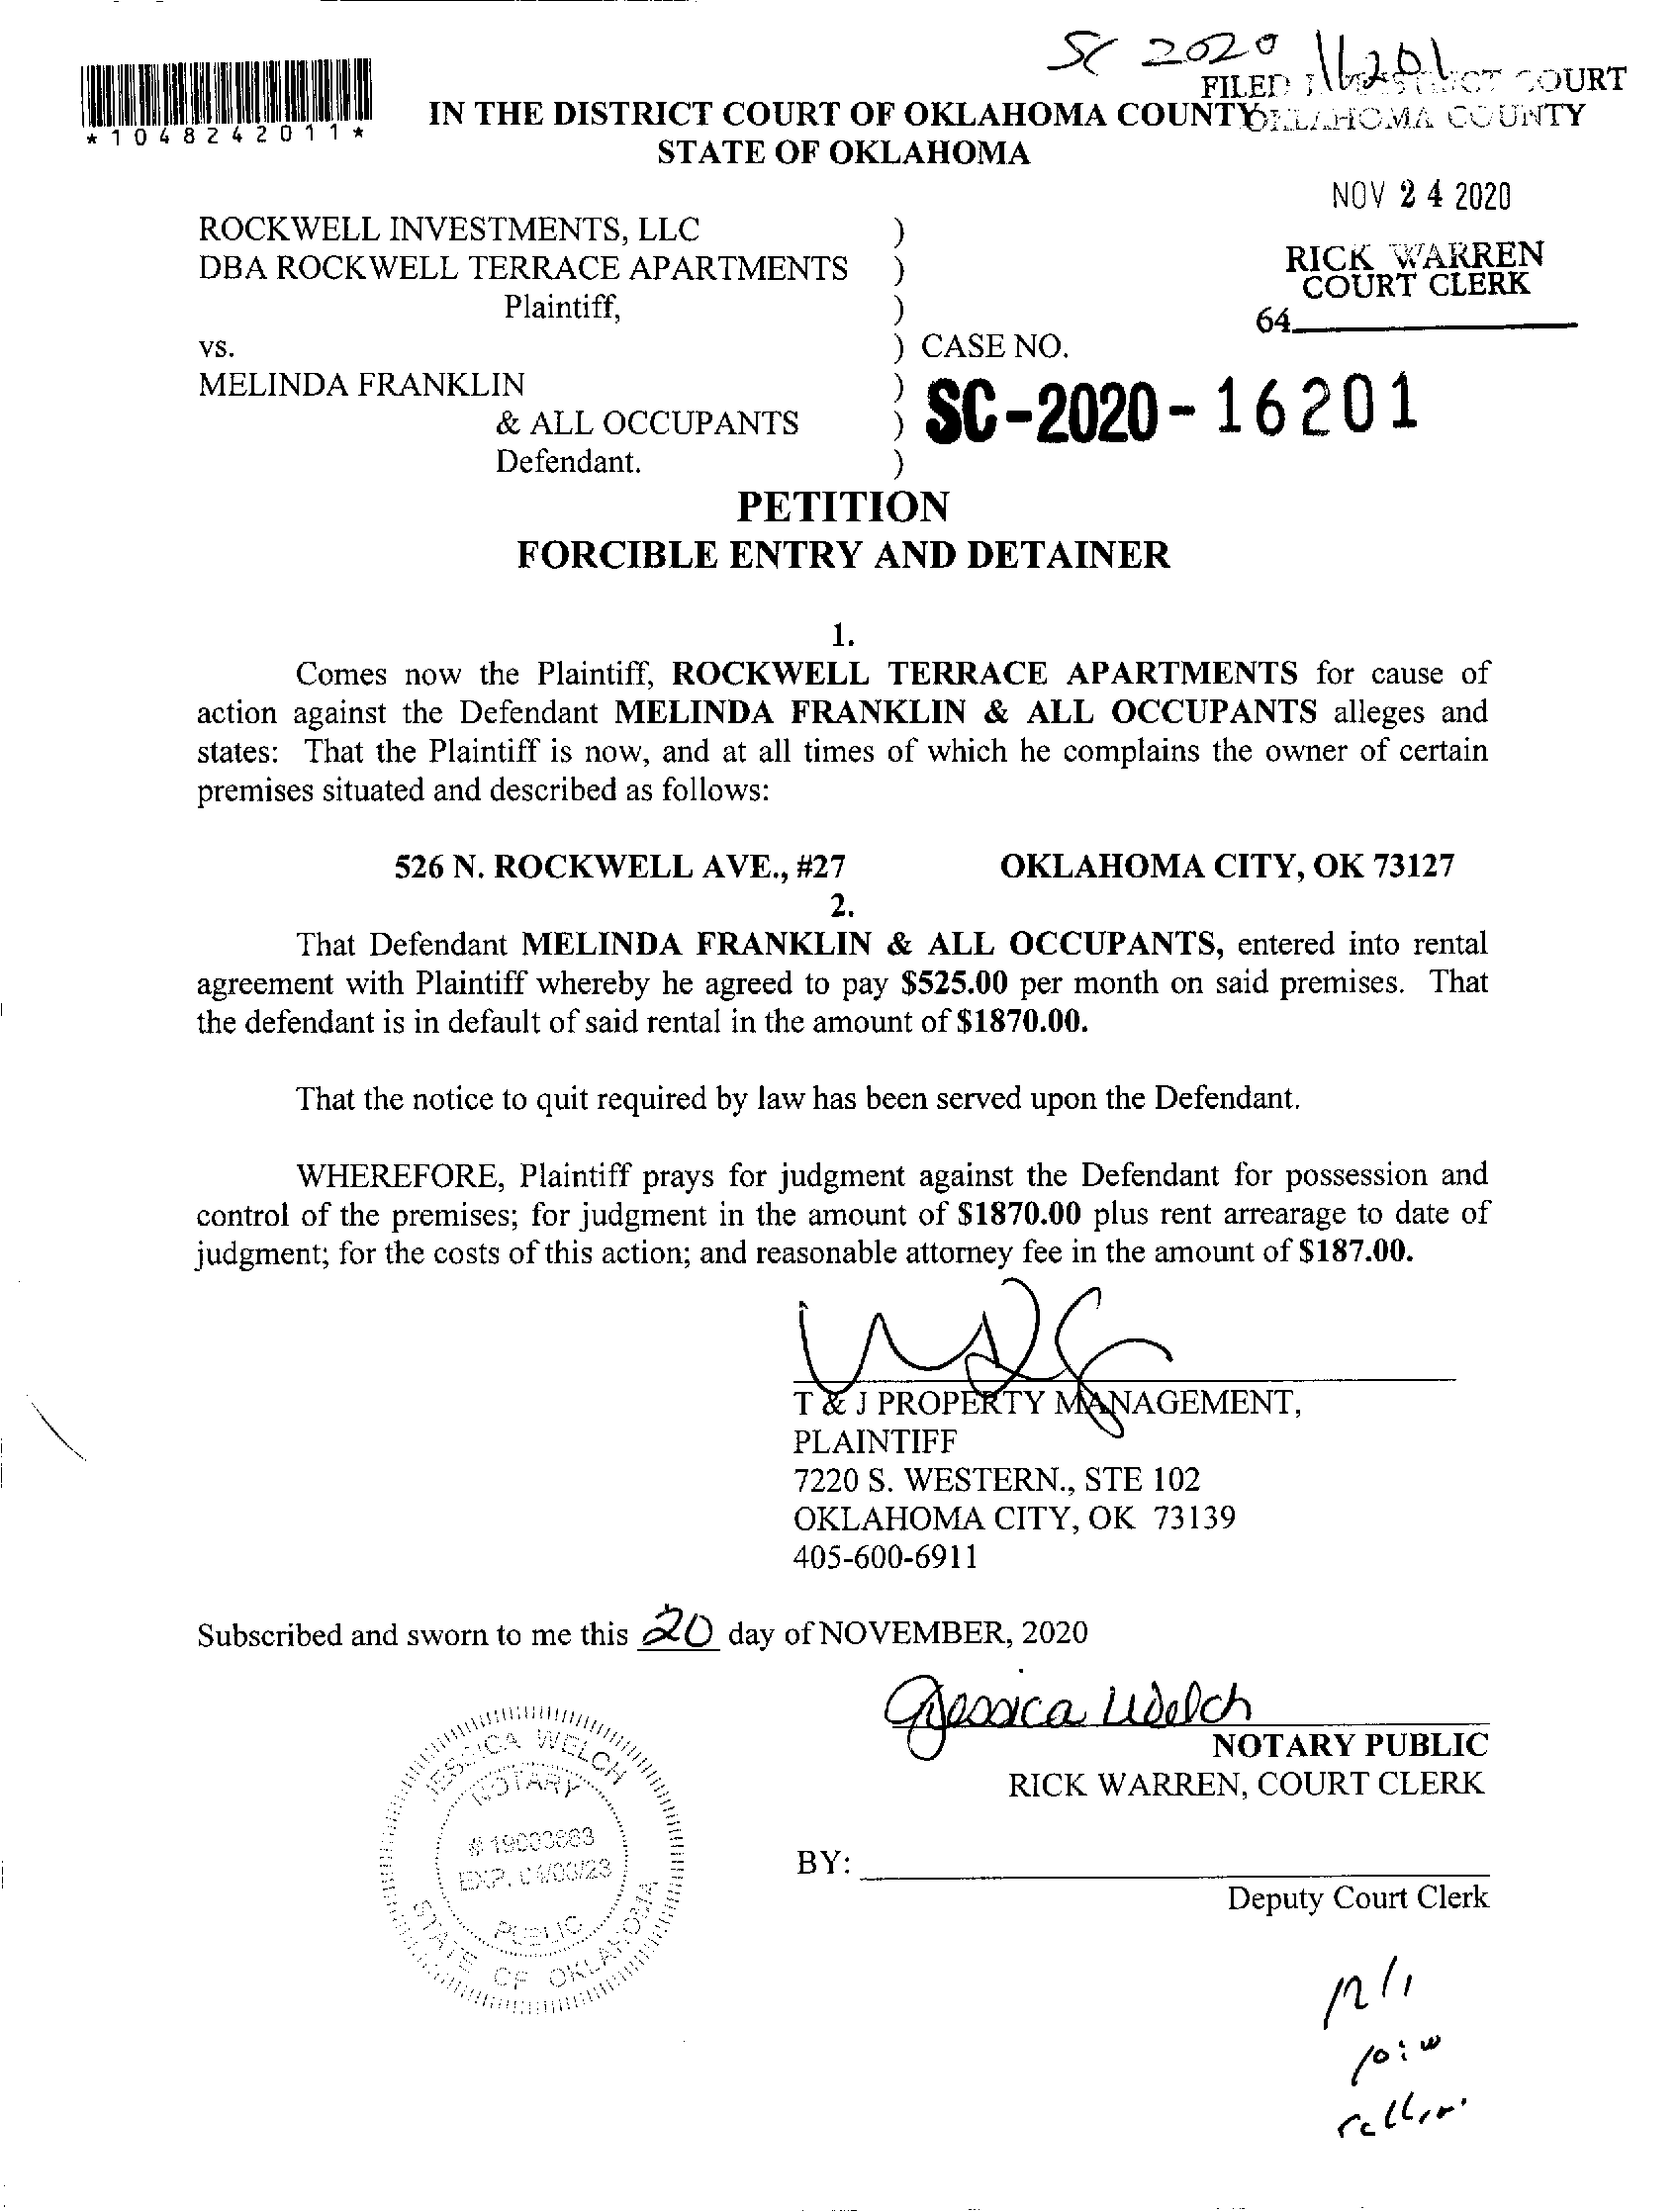 SC 2020 16201
FILED IN DISTRICT COURT
*1048242011*
IN THE DISTRICT COURT OF OKLAHOMA COUNTY
OKLAHOMA COUNTY
STATE OF OKLAHOMA
NOV 24 2020
ROCKWELL INVESTMENTS, LLC )
DBA ROCKWELL TERRACE APARTMENTS )
RICK WARREN
COURT CLERK
Plaintiff, )
64
vs. ) CASE NO.
MELINDA FRANKLIN )
& ALL OCCUPANTS ) SC-2020-16201
Defendant. )
PETITION
FORCIBLE ENTRY AND DETAINER
1.
Comes now the Plaintiff, ROCKWELL TERRACE APARTMENTS for cause of
action against the Defendant MELINDA FRANKLIN & ALL OCCUPANTS alleges and
states: That the Plaintiff is now, and at all times of which he complains the owner of certain
premises situated and described as follows:
526 N. ROCKWELL AVE., #27 OKLAHOMA CITY, OK 73127
2.
That Defendant MELINDA FRANKLIN & ALL OCCUPANTS, entered into rental
agreement with Plaintiff whereby he agreed to pay $525.00 per month on said premises. That
the defendant is in default of said rental in the amount of $1870.00.
That the notice to quit required by law has been served upon the Defendant.
WHEREFORE, Plaintiff prays for judgment against the Defendant for possession and
control of the premises; for judgment in the amount of $1870.00 plus rent arrearage to date of
judgment; for the costs of this action; and reasonable attorney fee in the amount of $187.00.
T & J PROPERTY MANAGEMENT,
PLAINTIFF
7220 S. WESTERN., STE 102
OKLAHOMA CITY, OK 73139
405-600-6911
Subscribed and sworn to me this 20 day of NOVEMBER, 2020
Jessica Welch
NOTARY PUBLIC
RICK WARREN, COURT CLERK
JESSICA WELCH
NOTARY
PUBLIC
STATE OF OKLAHOMA
BY:
Deputy Court Clerk